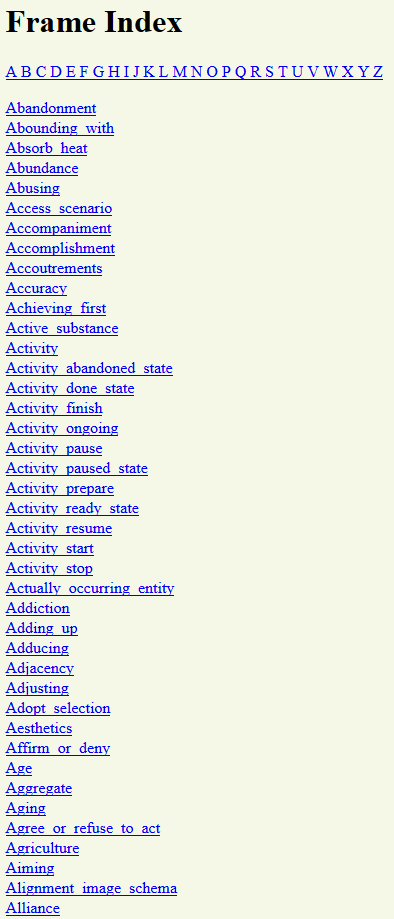 Frame Index
A B C D E F G H I J K L M N O P Q R S T U V W X Y Z
Abandonment
Abounding_with
Absorb_heat
Abundance
Abusing
Access_scenario
Accompaniment
Accomplishment
Accoutrements
Accuracy
Achieving_first
Active_substance
Activity
Activity_abandoned_state
Activity_done_state
Activity_finish
Activity_ongoing
Activity_pause
Activity_paused_state
Activity_prepare
Activity_ready_state
Activity_resume
Activity_start
Activity_stop
Actually_occurring_entity
Addiction
Adding_up
Adducing
Adjacency
Adjusting
Adopt_selection
Aesthetics
Affirm_or_deny
Age
Aggregate
Aging
Agree_or_refuse_to_act
Agriculture
Aiming
Alignment_image_schema
Alliance